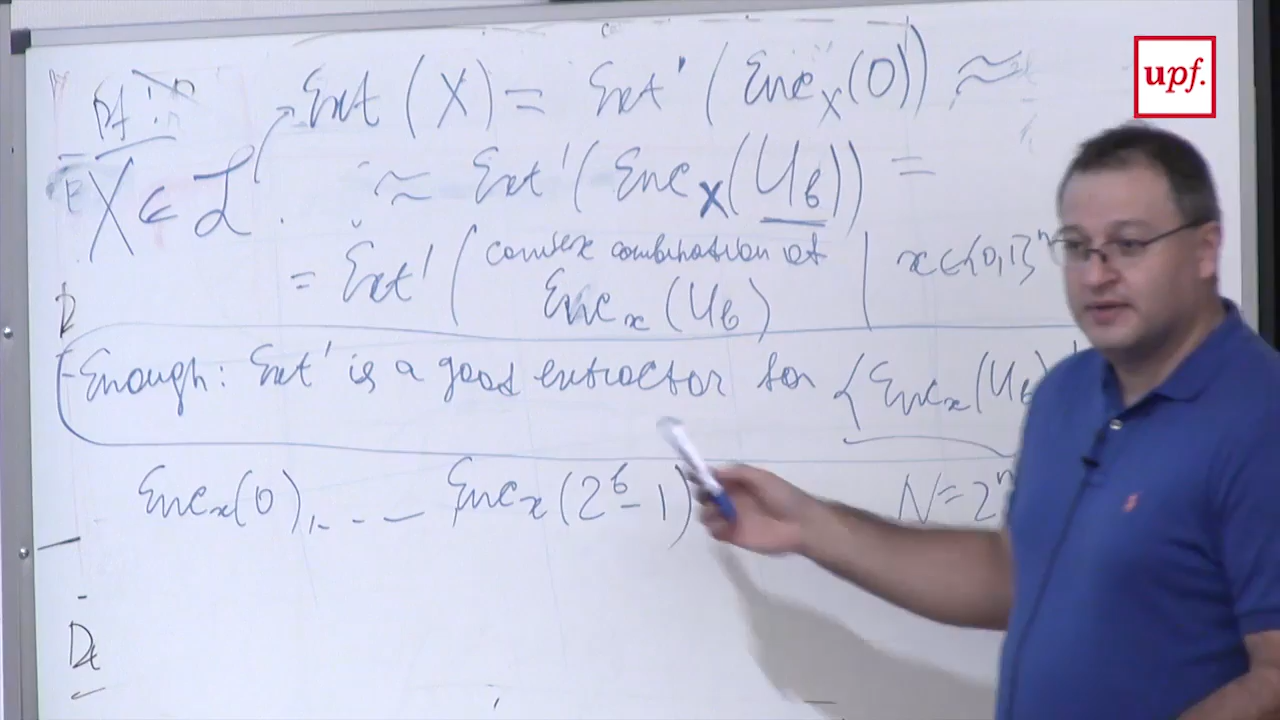 upf.
Pf:
Ext (X) = Ext' (Enc_X(0)) ≈
X ∈ ℒ.
≈ Ext' (Enc_X(U_b)) =
= Ext' ( convex combination of Enc_x(U_b) | x ∈ {0,1}^n
Enough: Ext' is a good extractor for { Enc_x(U_b)
Enc_x(0), .... Enc_x(2^b - 1) N = 2^n